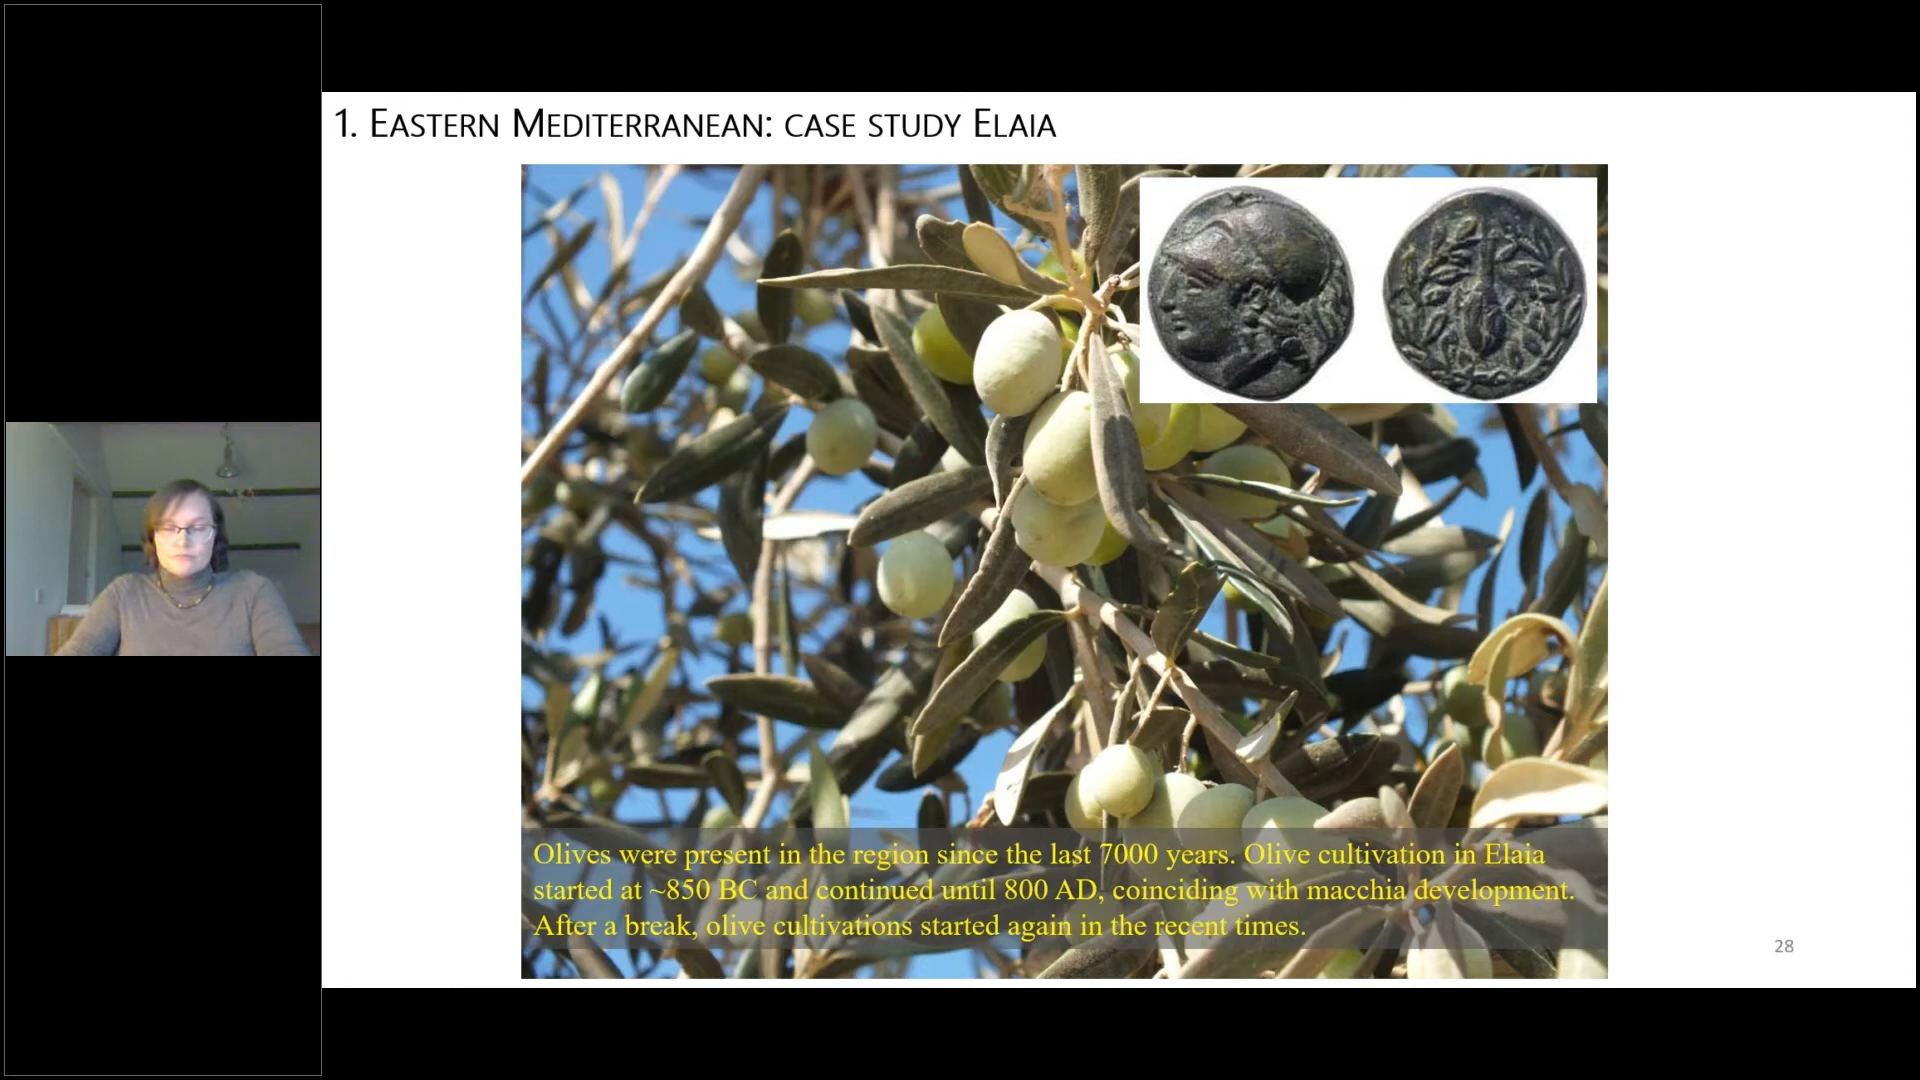 1. Eastern Mediterranean: case study Elaia
Olives were present in the region since the last 7000 years. Olive cultivation in Elaia
started at ~850 BC and continued until 800 AD, coinciding with macchia development.
After a break, olive cultivations started again in the recent times.
28